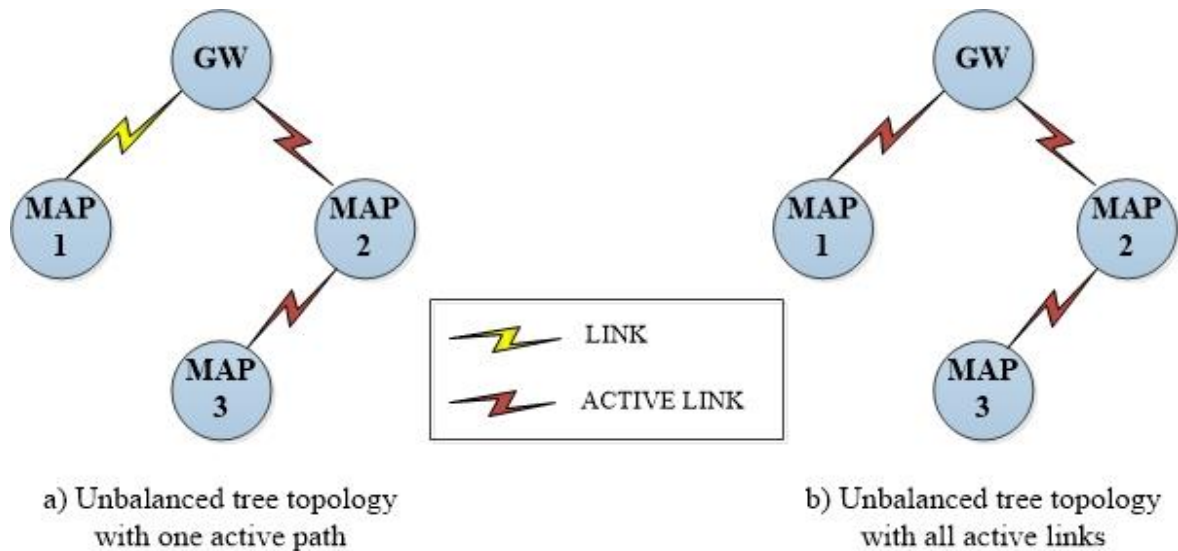 GW
MAP
1
MAP
2
MAP
3
GW
MAP
1
MAP
2
MAP
3
LINK
ACTIVE LINK
a) Unbalanced tree topology
with one active path
b) Unbalanced tree topology
with all active links